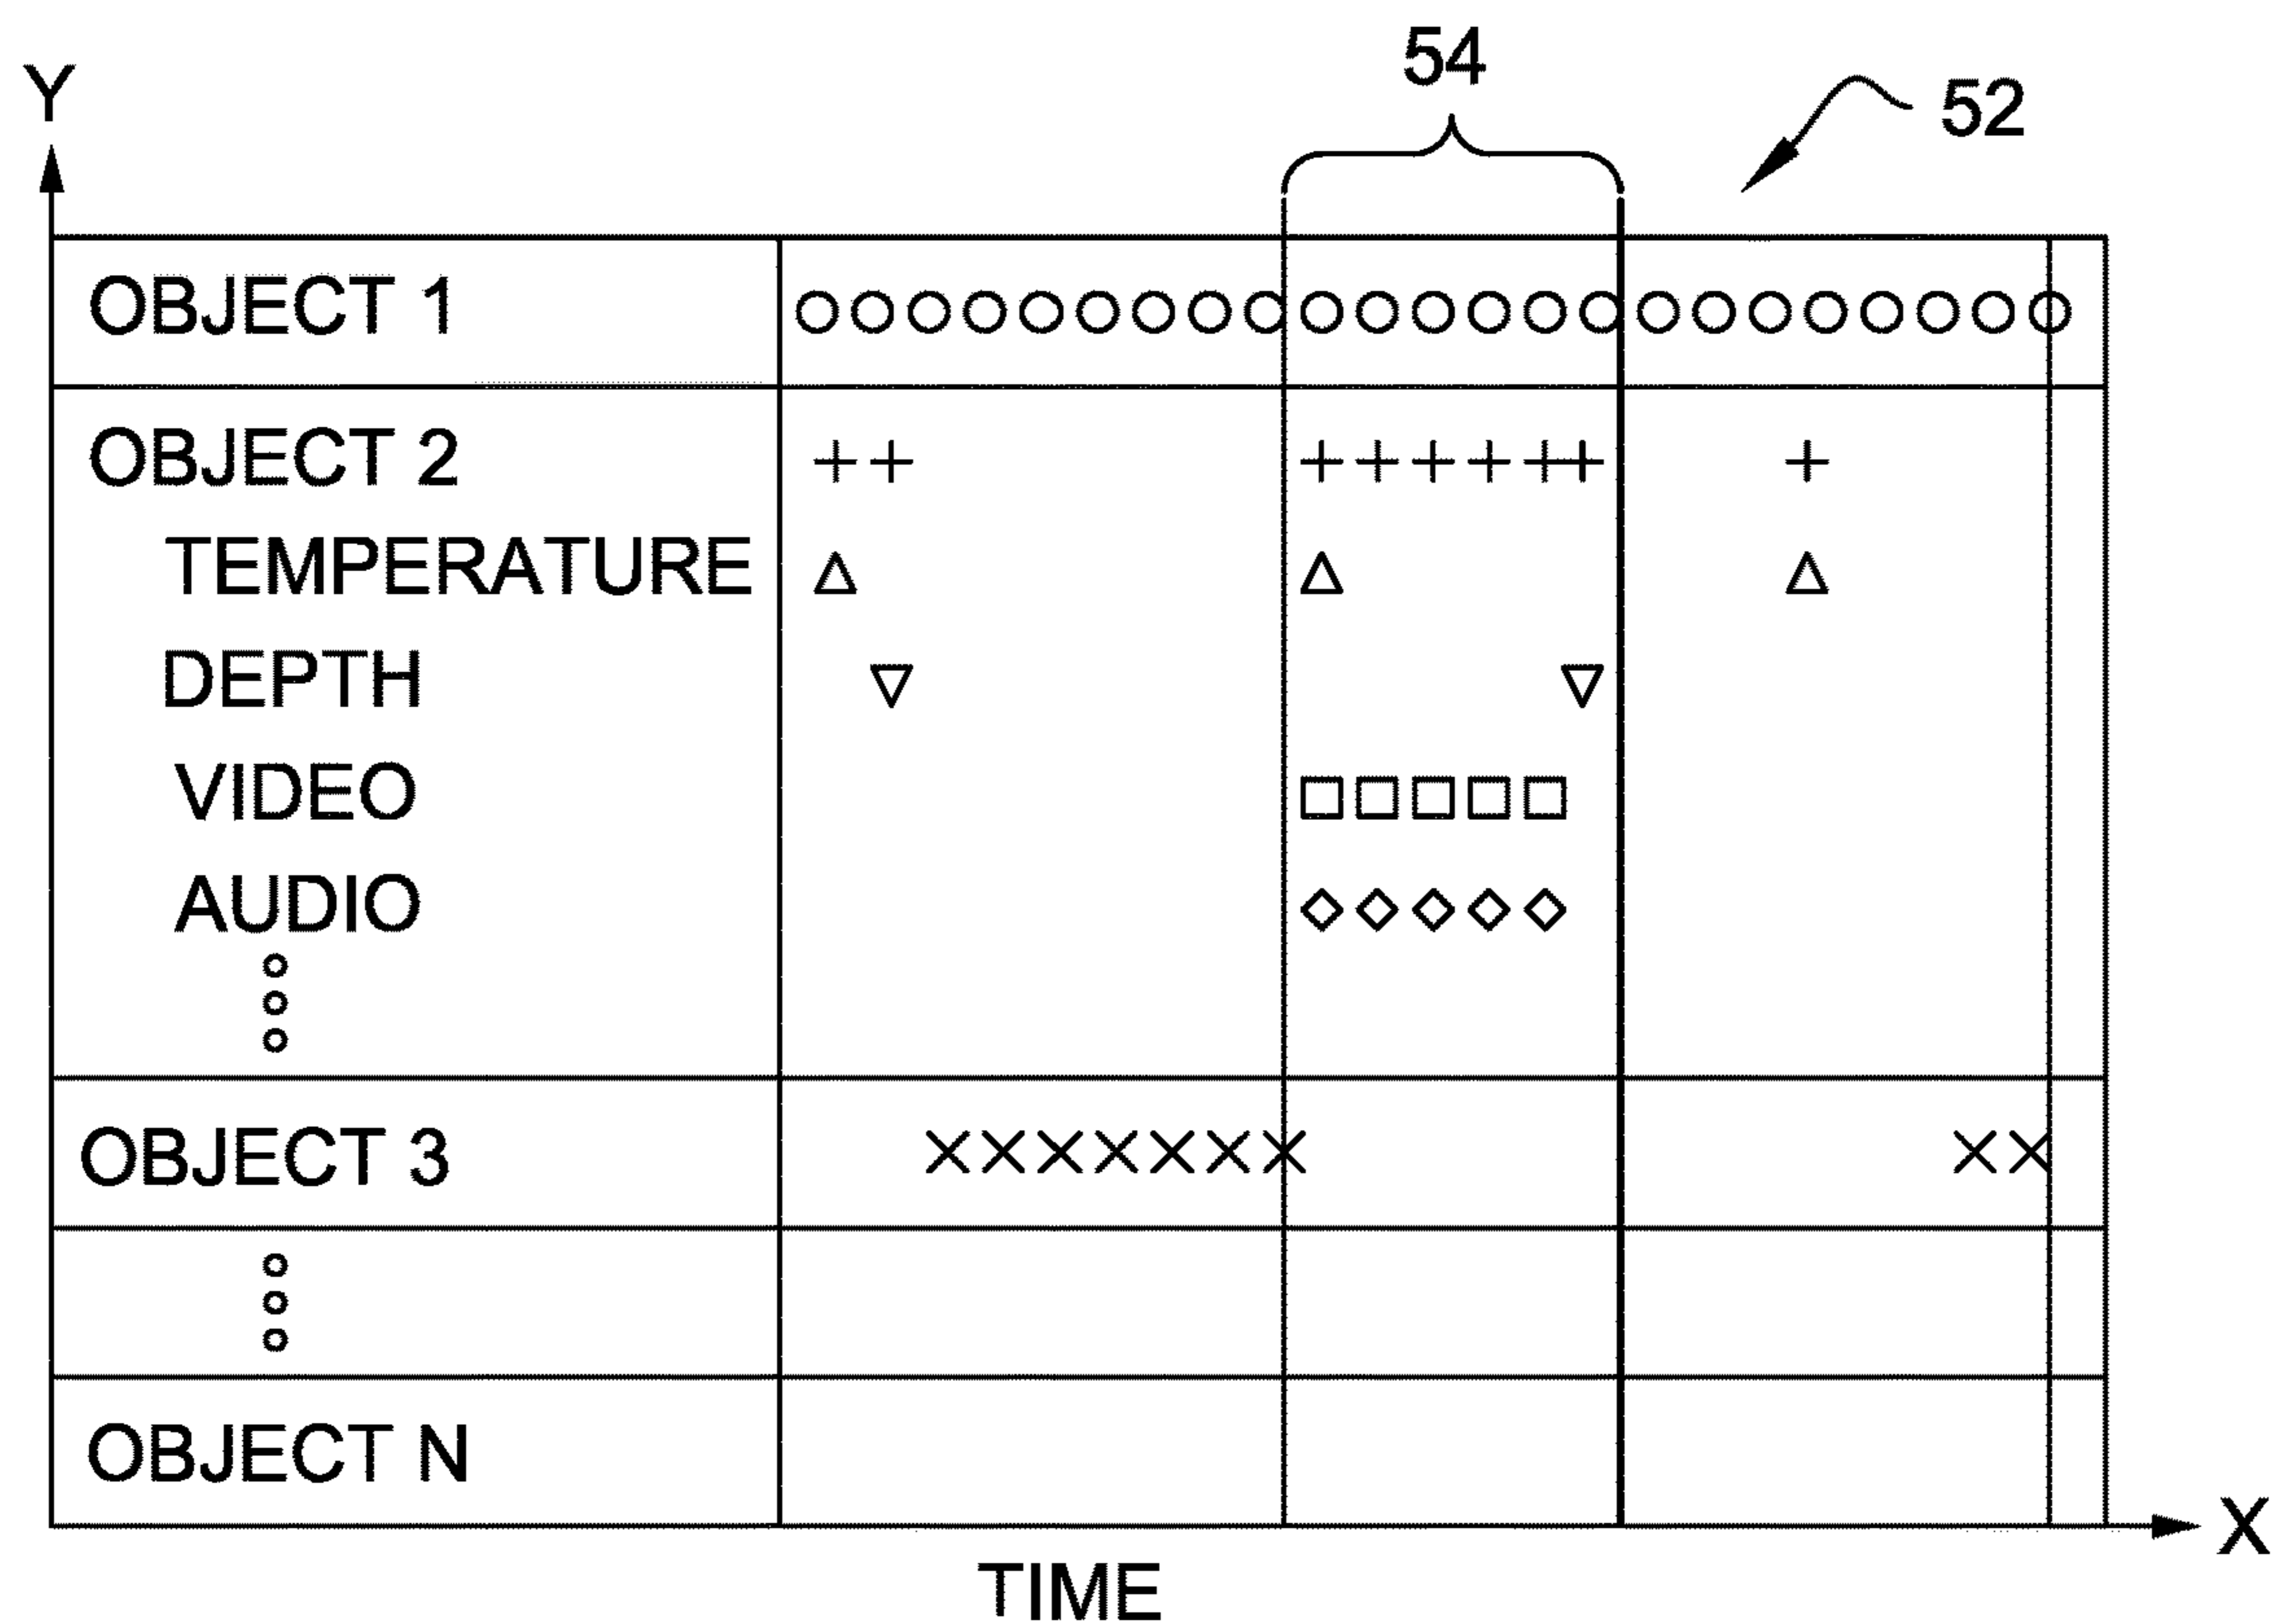 54
52
Y
OBJECT 1
OBJECT 2
TEMPERATURE
DEPTH
VIDEO
AUDIO
OBJECT 3
OBJECT N
X
TIME